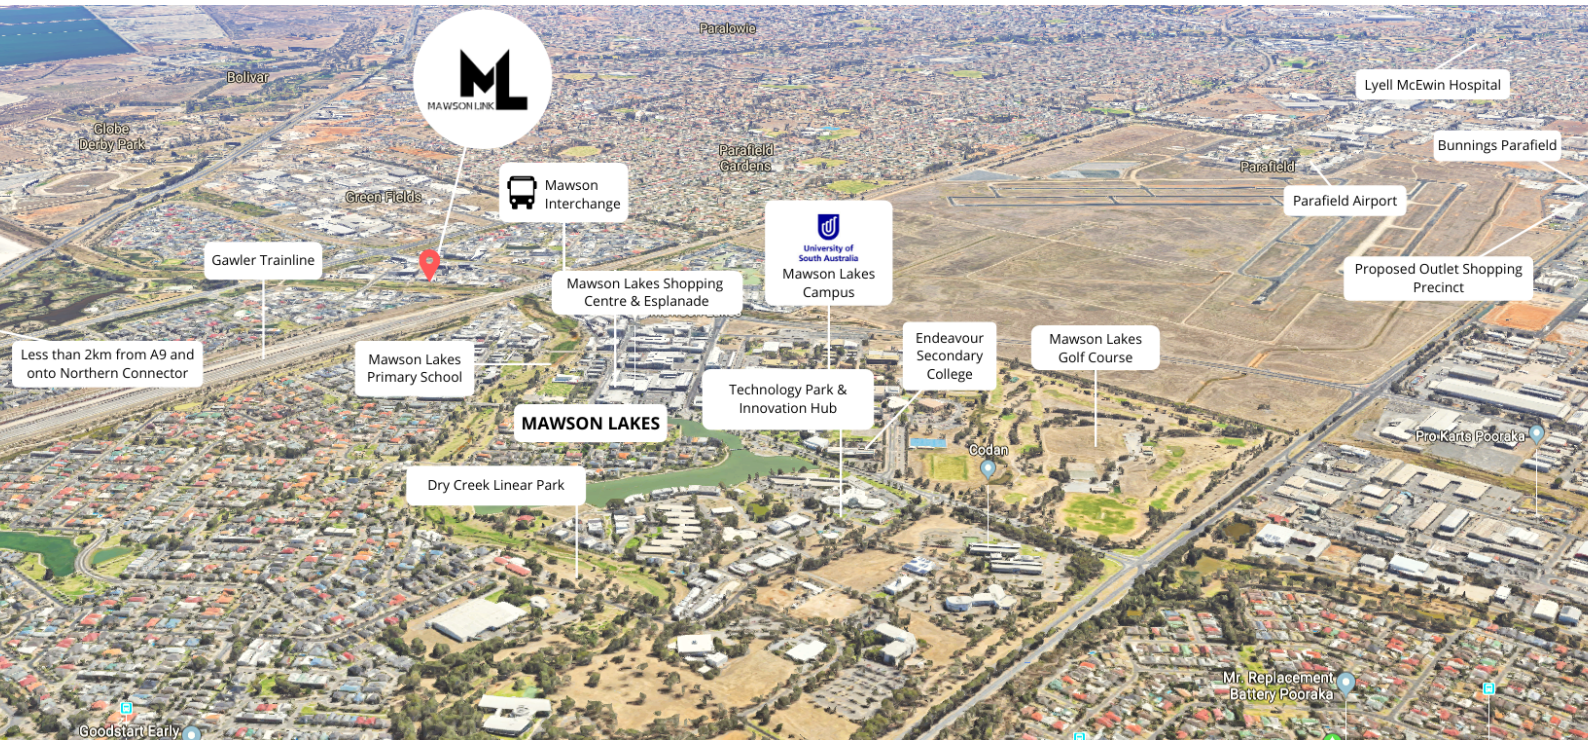 Paralowie
Bolivar
ML
MAWSON LINK
Lyell McEwin Hospital
Globe
Derby Park
Bunnings Parafield
Parafield
Gardens
Parafield
Mawson
Interchange
Green Fields
Parafield Airport
University of
South Australia
Mawson Lakes
Campus
Gawler Trainline
Proposed Outlet Shopping
Precinct
Mawson Lakes Shopping
Centre & Esplanade
Less than 2km from A9 and
onto Northern Connector
Mawson Lakes
Primary School
Endeavour
Secondary
College
Mawson Lakes
Golf Course
Technology Park &
Innovation Hub
MAWSON LAKES
Pro Karts Pooraka
Codan
Dry Creek Linear Park
Mr. Replacement
Battery Pooraka
Goodstart Early